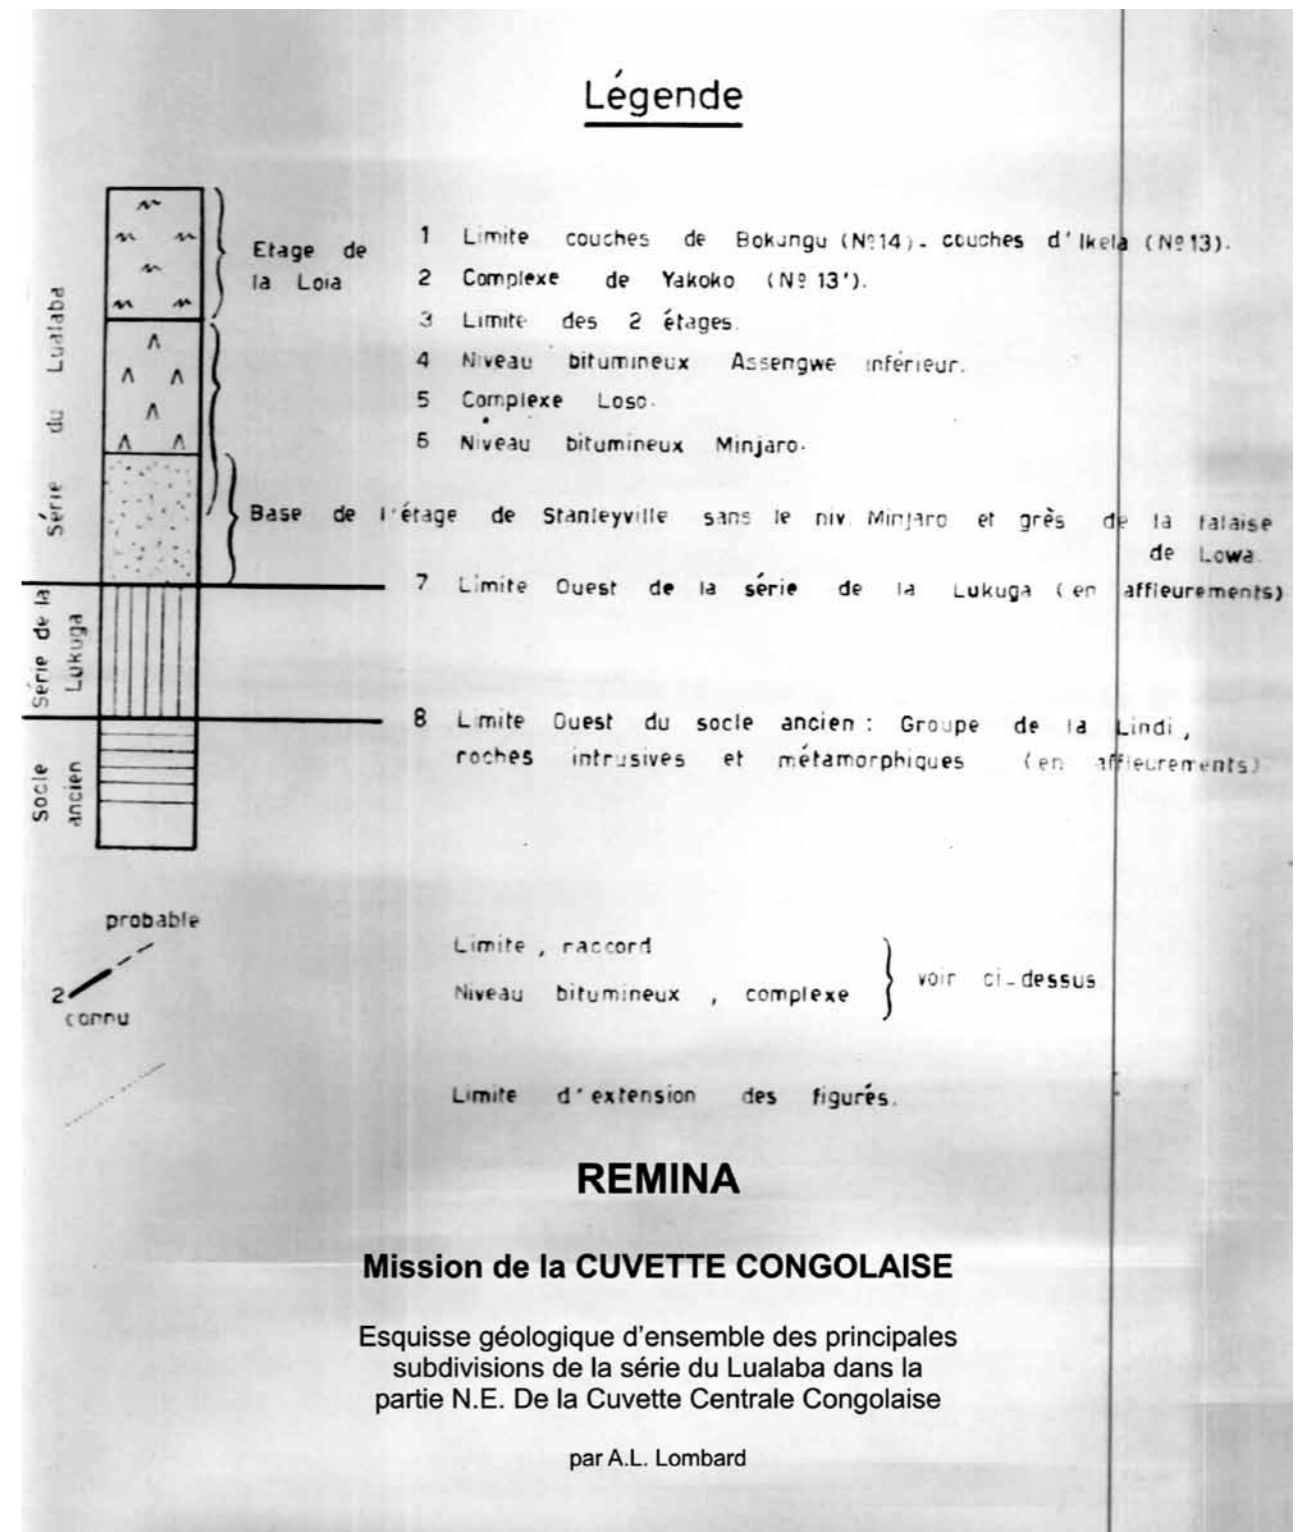 Légende
Série du Lualaba
Etage de
la Loia
1 Limite couches de Bokungu (Nº14). couches d'Ikela (Nº13).
2 Complexe de Yakoko (Nº 13').
3 Limite des 2 étages.
4 Niveau bitumineux Assengwe inférieur.
5 Complexe Loso.
6 Niveau bitumineux Minjaro.
Base de l'étage de Stanleyville sans le niv. Minjaro et grès de la falaise
de Lowa.
Série de la
Lukuga
7 Limite Ouest de la série de la Lukuga (en affleurements)
Socle
ancien
8 Limite Ouest du socle ancien : Groupe de la Lindi,
roches intrusives et métamorphiques (en affleurements).
probable
2
connu
Limite, raccord
Niveau bitumineux, complexe
voir ci-dessus
Limite d'extension des figurés.
REMINA
Mission de la CUVETTE CONGOLAISE
Esquisse géologique d'ensemble des principales
subdivisions de la série du Lualaba dans la
partie N.E. De la Cuvette Centrale Congolaise
par A.L. Lombard